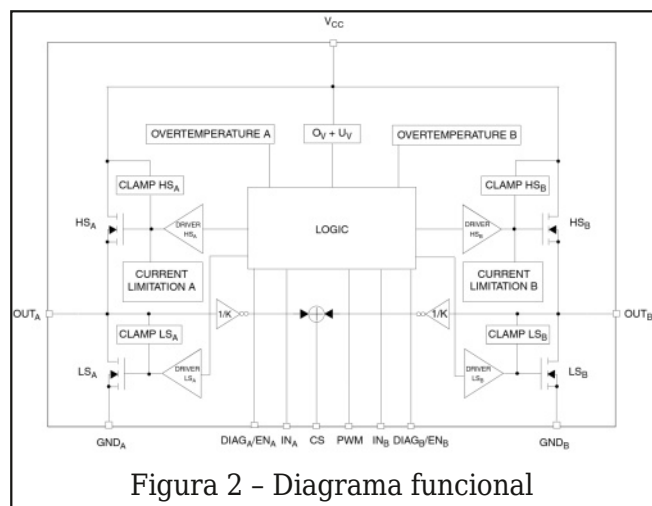 VCC
OVERTEMPERATURE A
OV + UV
OVERTEMPERATURE B
CLAMP HSA
CLAMP HSB
HSA
DRIVER
HSA
LOGIC
DRIVER
HSB
HSB
CURRENT
LIMITATION A
CURRENT
LIMITATION B
OUTA
1/K
1/K
OUTB
CLAMP LSA
CLAMP LSB
LSA
DRIVER
LSA
DRIVER
LSB
LSB
GNDA
DIAGA/ENA
INA
CS
PWM
INB
DIAGB/ENB
GNDB
Figura 2 – Diagrama funcional